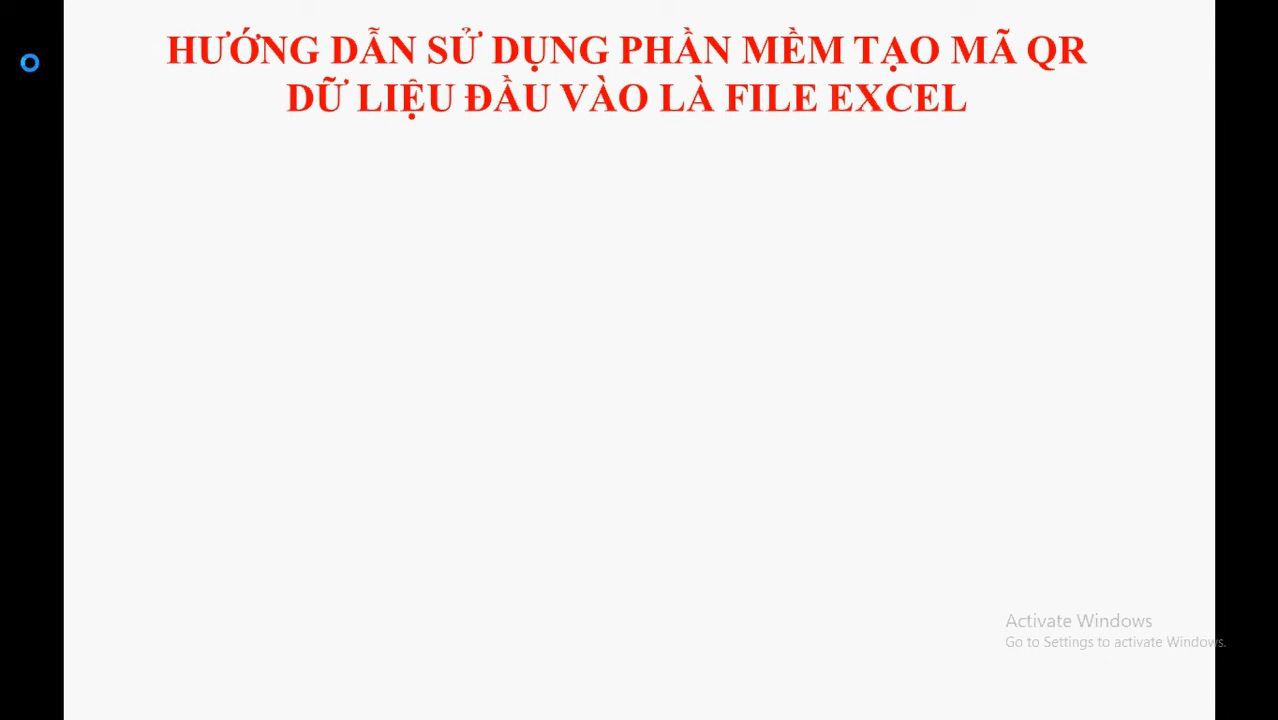 HƯỚNG DẪN SỬ DỤNG PHẦN MỀM TẠO MÃ QR
DỮ LIỆU ĐẦU VÀO LÀ FILE EXCEL
Activate Windows
Go to Settings to activate Windows.